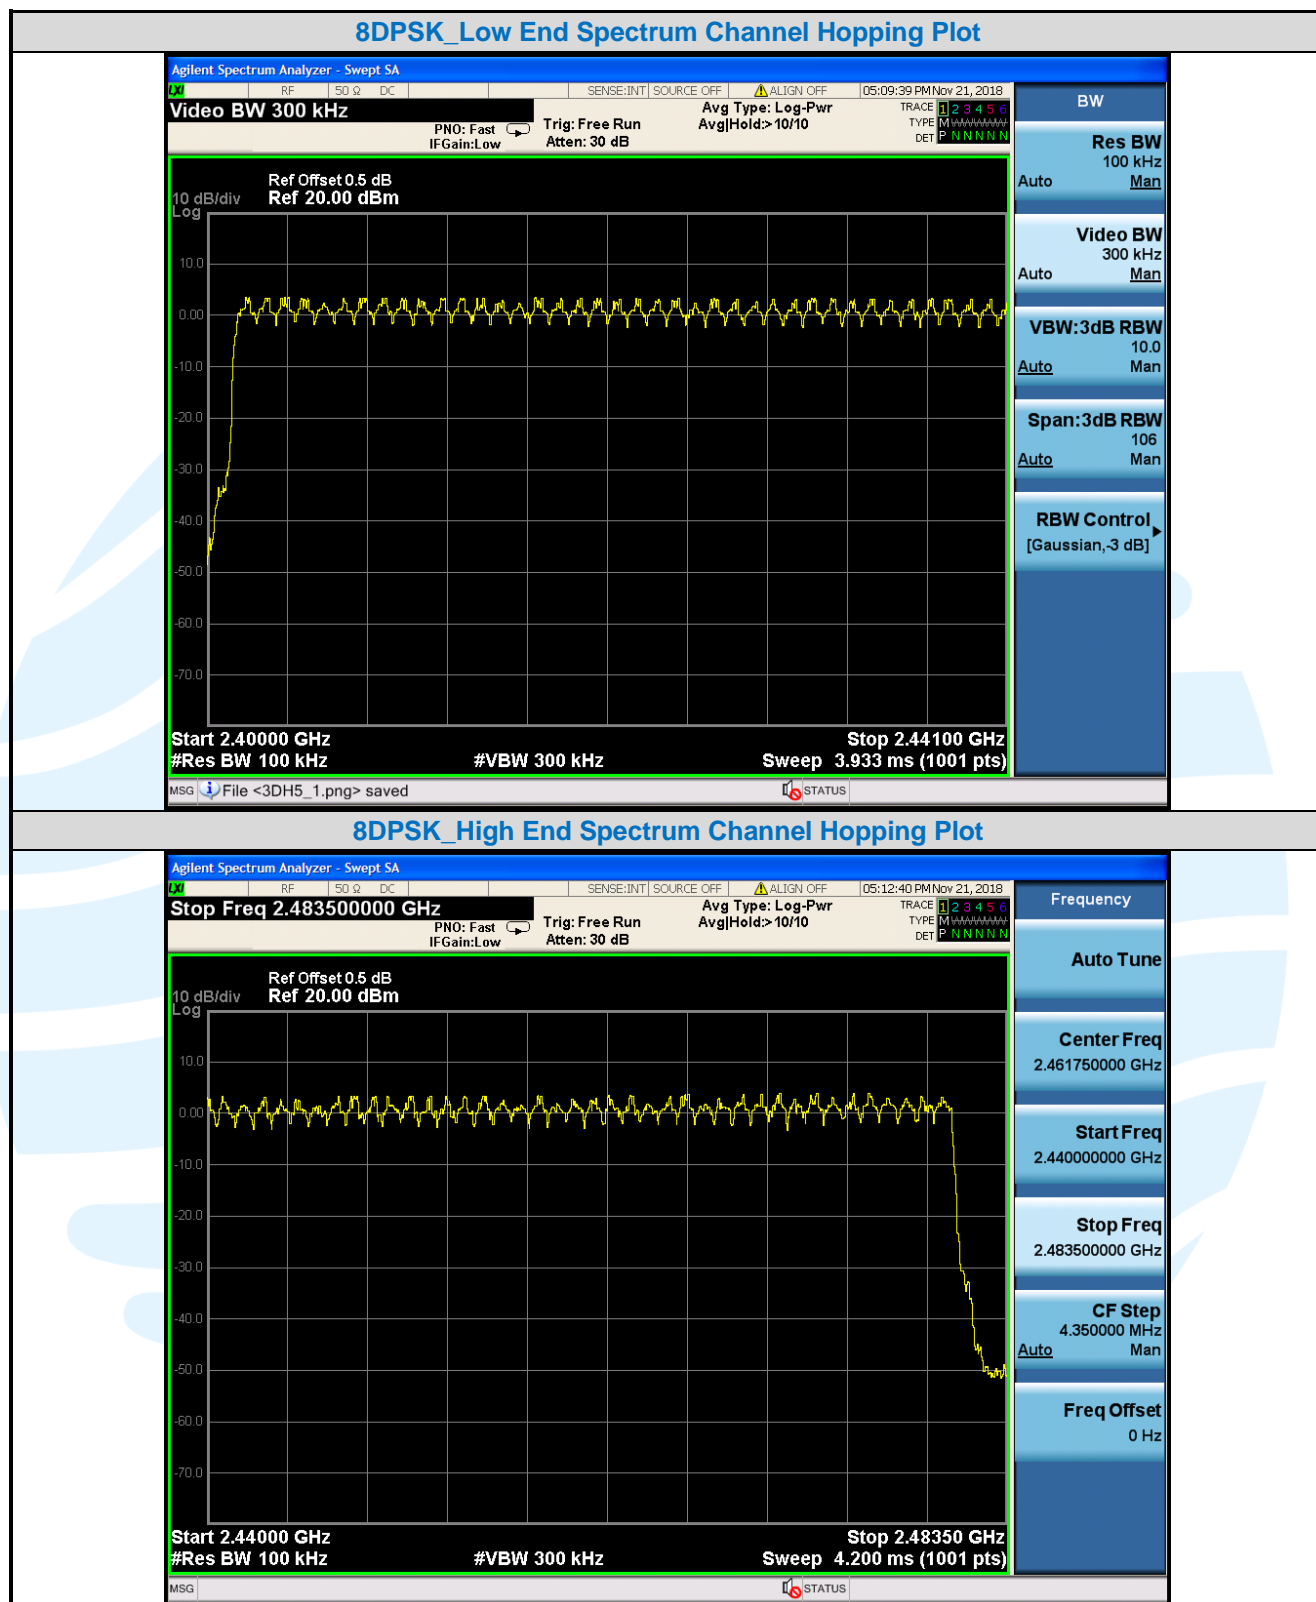 8DPSK_Low End Spectrum Channel Hopping Plot
Agilent Spectrum Analyzer - Swept SA
LXI RF 50 Ω DC SENSE:INT SOURCE OFF ALIGN OFF 05:09:39 PM Nov 21, 2018
Video BW 300 kHz
PNO: Fast
IFGain:Low
Trig: Free Run
Atten: 30 dB
Avg Type: Log-Pwr
Avg|Hold:> 10/10
TRACE 1 2 3 4 5 6
TYPE M
DET P N N N N N
Ref Offset 0.5 dB
10 dB/div Ref 20.00 dBm
Log
10.0
0.00
-10.0
-20.0
-30.0
-40.0
-50.0
-60.0
-70.0
Start 2.40000 GHz Stop 2.44100 GHz
#Res BW 100 kHz #VBW 300 kHz Sweep 3.933 ms (1001 pts)
MSG File <3DH5_1.png> saved STATUS
BW
Res BW
100 kHz
Auto Man
Video BW
300 kHz
Auto Man
VBW:3dB RBW
10.0
Auto Man
Span:3dB RBW
106
Auto Man
RBW Control
[Gaussian,-3 dB]
8DPSK_High End Spectrum Channel Hopping Plot
Agilent Spectrum Analyzer - Swept SA
LXI RF 50 Ω DC SENSE:INT SOURCE OFF ALIGN OFF 05:12:40 PM Nov 21, 2018
Stop Freq 2.483500000 GHz
PNO: Fast
IFGain:Low
Trig: Free Run
Atten: 30 dB
Avg Type: Log-Pwr
Avg|Hold:> 10/10
TRACE 1 2 3 4 5 6
TYPE M
DET P N N N N N
Ref Offset 0.5 dB
10 dB/div Ref 20.00 dBm
Log
10.0
0.00
-10.0
-20.0
-30.0
-40.0
-50.0
-60.0
-70.0
Start 2.44000 GHz Stop 2.48350 GHz
#Res BW 100 kHz #VBW 300 kHz Sweep 4.200 ms (1001 pts)
MSG STATUS
Frequency
Auto Tune
Center Freq
2.461750000 GHz
Start Freq
2.440000000 GHz
Stop Freq
2.483500000 GHz
CF Step
4.350000 MHz
Auto Man
Freq Offset
0 Hz